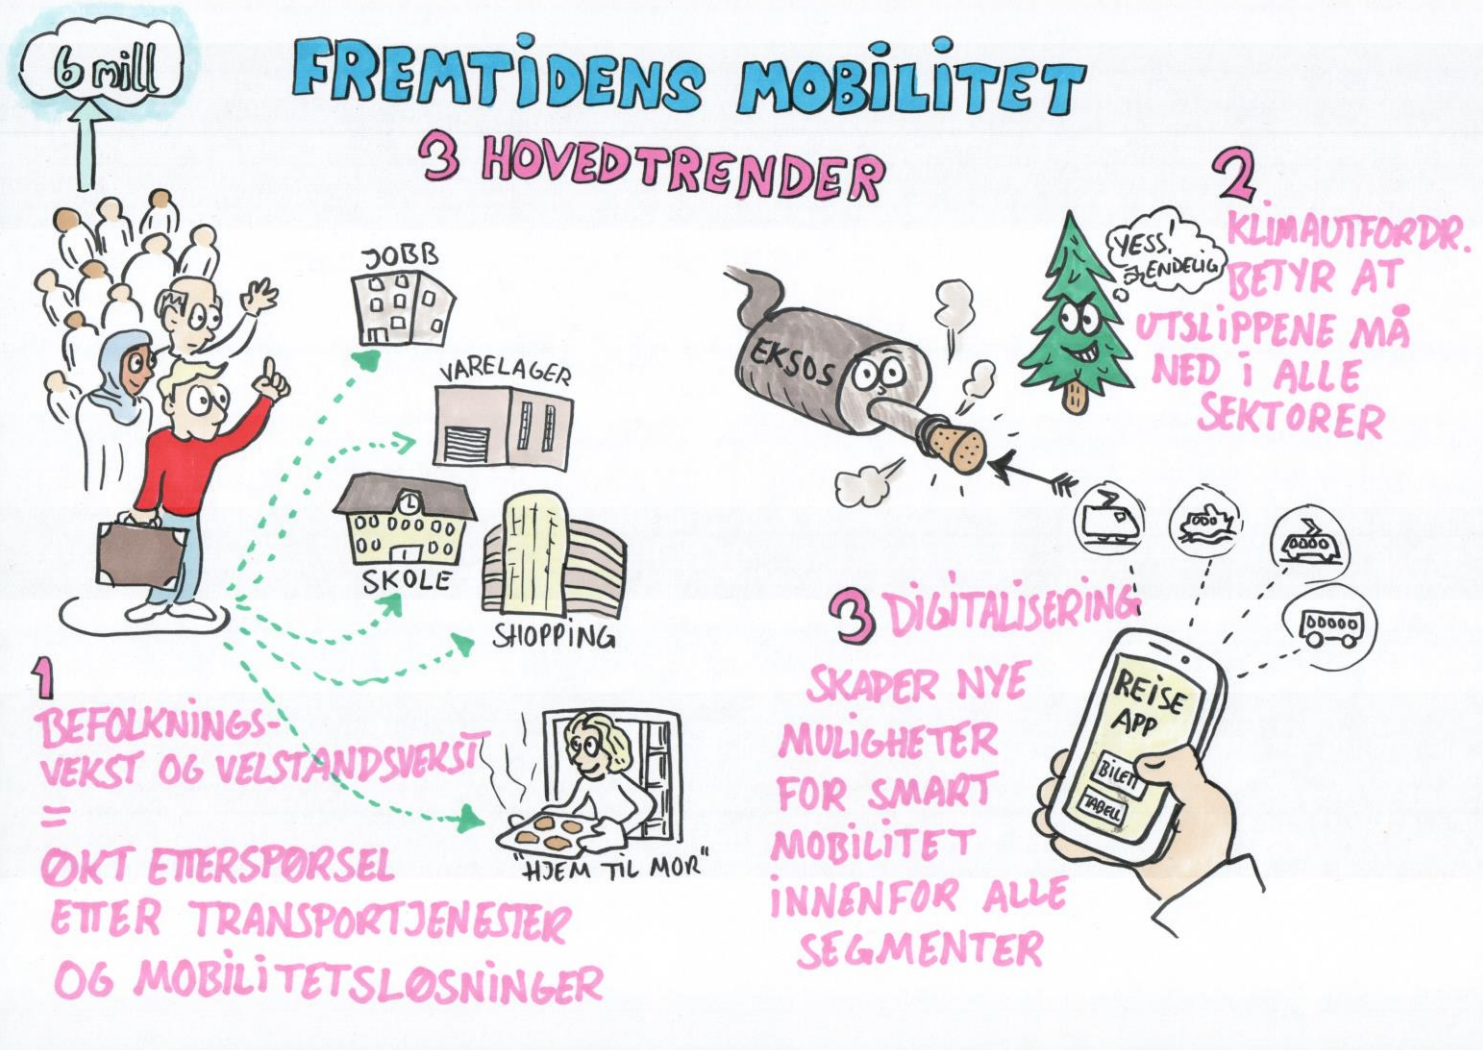 6 mill
FREMTIDENS MOBILITET
3 HOVEDTRENDER
JOBB
VARELAGER
SKOLE
SHOPPING
"HJEM TIL MOR"
1
BEFOLKNINGS-
VEKST OG VELSTANDSVEKST
=
ØKT ETTERSPØRSEL
ETTER TRANSPORTJENESTER
OG MOBILITETSLØSNINGER
EKSOS
YESS!
ENDELIG
2
KLIMAUTFORDR.
BETYR AT
UTSLIPPENE MÅ
NED I ALLE
SEKTORER
3 DIGITALISERING
SKAPER NYE
MULIGHETER
FOR SMART
MOBILITET
INNENFOR ALLE
SEGMENTER
REISE
APP
BILETT
TABELL